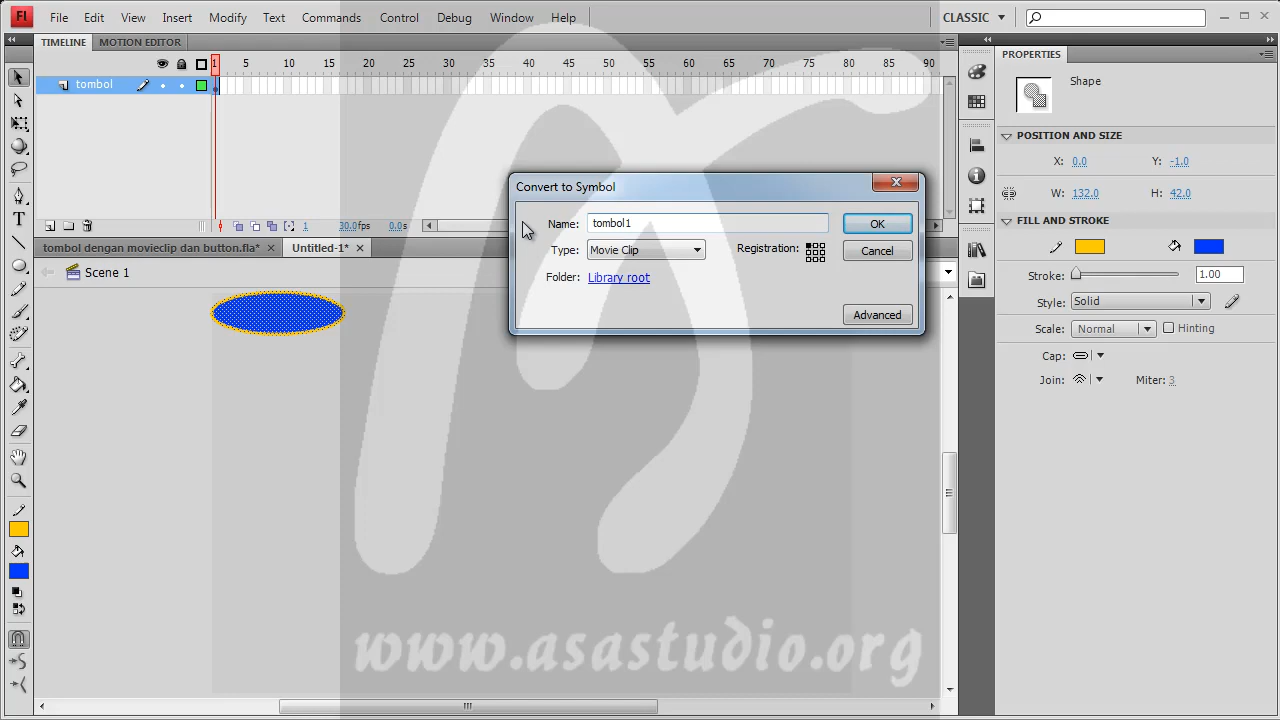 Fl File Edit View Insert Modify Text Commands Control Debug Window Help CLASSIC
TIMELINE MOTION EDITOR
PROPERTIES
1 5 10 15 20 25 30 35 40 45 50 55 60 65 70 75 80 85 90
tombol
Shape
POSITION AND SIZE
X: 0.0 Y: -1.0
W: 132.0 H: 42.0
FILL AND STROKE
Stroke: 1.00
Style: Solid
Scale: Normal Hinting
Cap:
Join: Miter: 3
1 30.0fps 0.0s
tombol dengan movieclip dan button.fla* Untitled-1*
Scene 1
Convert to Symbol
Name: tombol1 OK
Type: Movie Clip Registration: Cancel
Folder: Library root
Advanced
www.asastudio.org